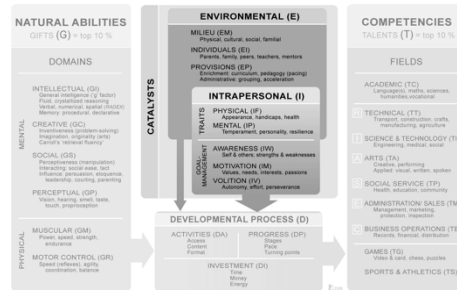 NATURAL ABILITIES
GIFTS (G) = top 10 %
DOMAINS
MENTAL
INTELLECTUAL (GI)
General intelligence ('g' factor)
Fluid, crystallized reasoning
Verbal, numerical, spatial (RADEX)
Memory: procedural, declarative
CREATIVE (GC)
Inventiveness (problem-solving)
Imagination, originality (arts)
Carroll's 'retrieval fluency'
SOCIAL (GS)
Perceptiveness (manipulation)
Interacting: social ease, tact
Influence: persuasion, eloquence,
leadership, courting, parenting
PERCEPTUAL (GP)
Vision, hearing, smell, taste,
touch, proprioception
PHYSICAL
MUSCULAR (GM)
Power, speed, strength,
endurance
MOTOR CONTROL (GR)
Speed (reflexes), agility,
coordination, balance
CATALYSTS
ENVIRONMENTAL (E)
MILIEU (EM)
Physical, cultural, social, familial
INDIVIDUALS (EI)
Parents, family, peers, teachers, mentors
PROVISIONS (EP)
Enrichment: curriculum, pedagogy (pacing)
Administrative: grouping, acceleration
INTRAPERSONAL (I)
TRAITS
PHYSICAL (IF)
Appearance, handicaps, health
MENTAL (IP)
Temperament, personality, resilience
GOAL-
MANAGEMENT
AWARENESS (IW)
Self & others, strengths & weaknesses
MOTIVATION (IM)
Values, needs, interests, passions
VOLITION (IV)
Autonomy, effort, perseverance
DEVELOPMENTAL PROCESS (D)
ACTIVITIES (DA)
Access
Content
Format
PROGRESS (DP)
Stages
Pace
Turning points
INVESTMENT (DI)
Time
Money
Energy
COMPETENCIES
TALENTS (T) = top 10 %
FIELDS
ACADEMIC (TC)
Language(s), maths, sciences,
humanities, vocational
R TECHNICAL (TT)
Transport, construction, crafts,
manufacturing, agriculture
I SCIENCE & TECHNOLOGY (TI)
Engineering, medical, social
A ARTS (TA)
Creative, performing
Applied: visual, written, spoken
S SOCIAL SERVICE (TP)
Health, education, community
E ADMINISTRATION/ SALES (TM)
Management, marketing,
protection, inspection
C BUSINESS OPERATIONS (TB)
Records, financial, distribution
GAMES (TG)
Video & card, chess, puzzles
SPORTS & ATHLETICS (TS)